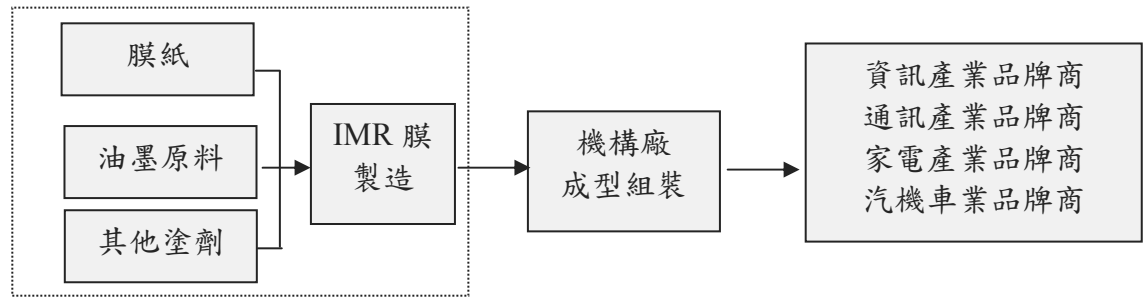 膜紙
油墨原料
其他塗劑
IMR 膜
製造
機構廠
成型組裝
資訊產業品牌商
通訊產業品牌商
家電產業品牌商
汽機車業品牌商